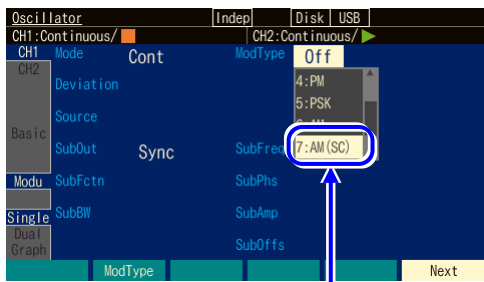 Oscillator Indep Disk USB
CH1:Continuous/ CH2:Continuous/
CH1 Mode Cont ModType Off
CH2
Deviation 4:PM
5:PSK
Source
Basic
SubOut Sync SubFreq 7:AM(SC)
Modu SubFctn SubPhs
Single SubBW SubAmp
Dual
Graph SubOffs
ModType Next